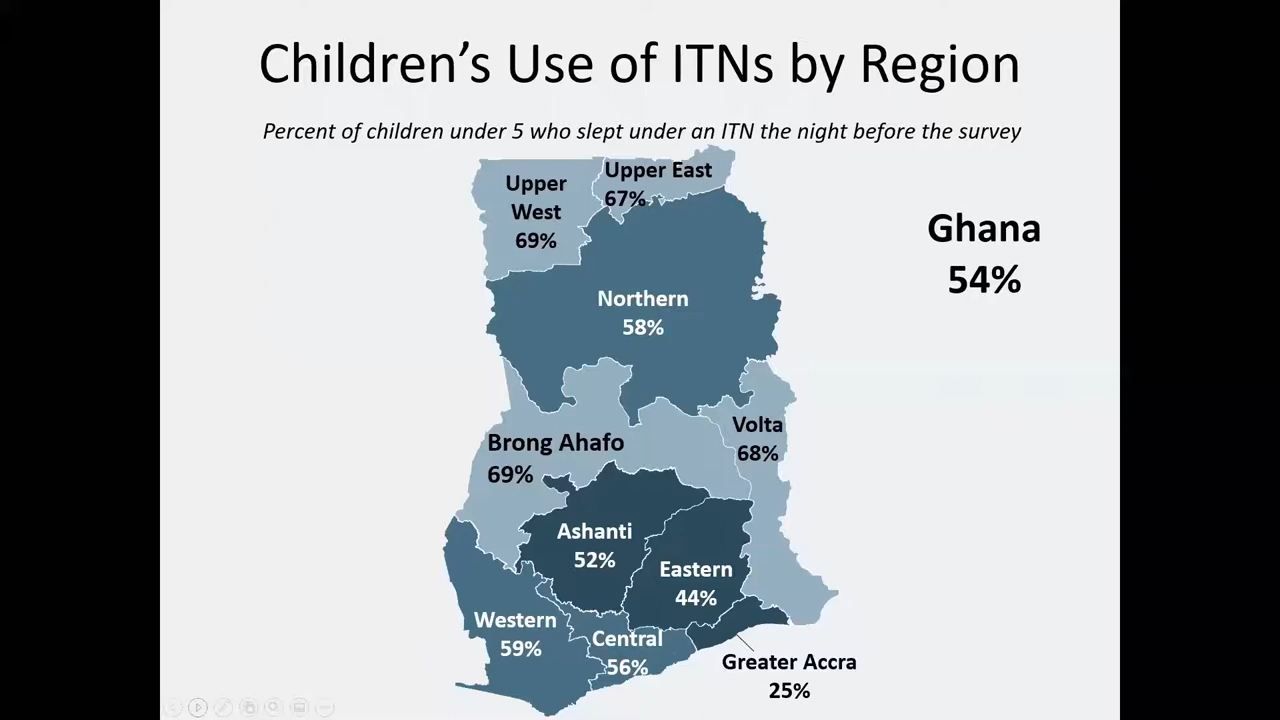 Children’s Use of ITNs by Region
Percent of children under 5 who slept under an ITN the night before the survey
Upper East
67%
Upper
West
69%
Ghana
54%
Northern
58%
Volta
68%
Brong Ahafo
69%
Ashanti
52%
Eastern
44%
Western
59%
Central
56%
Greater Accra
25%